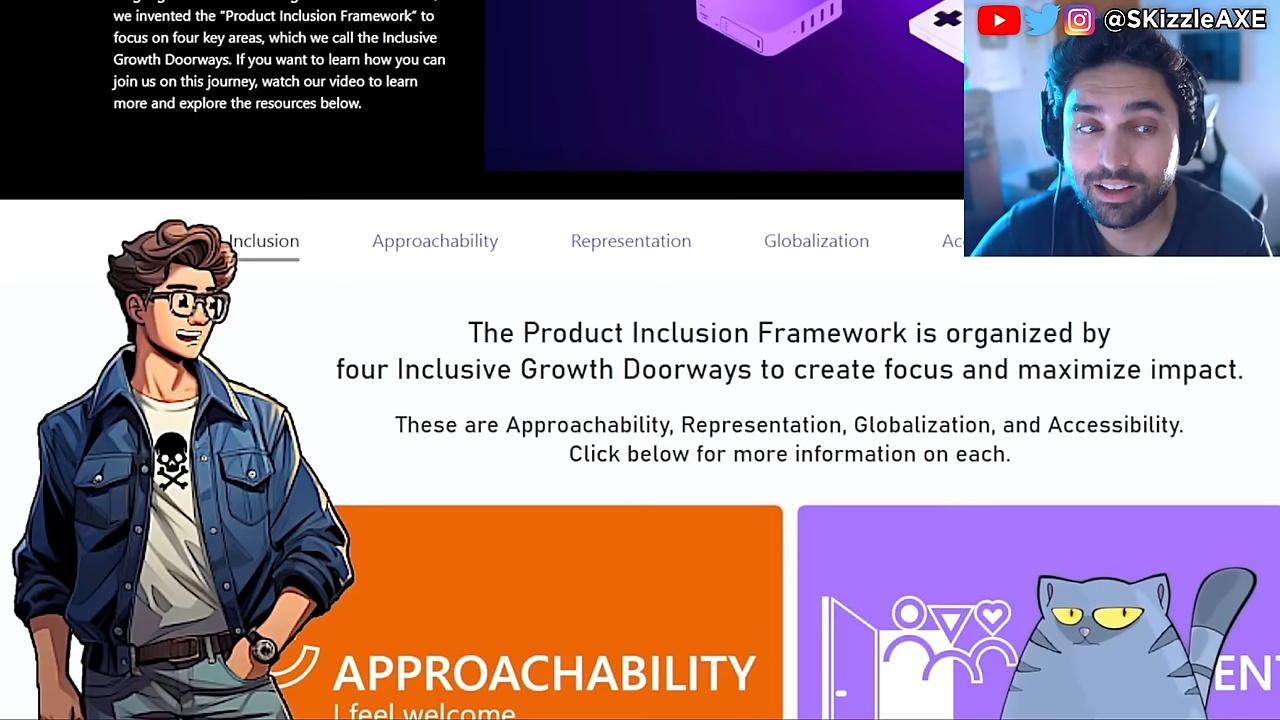 we invented the “Product Inclusion Framework” to
focus on four key areas, which we call the Inclusive
Growth Doorways. If you want to learn how you can
join us on this journey, watch our video to learn
more and explore the resources below.
@SKizzleAXE
Inclusion
Approachability
Representation
Globalization
Ac
The Product Inclusion Framework is organized by
four Inclusive Growth Doorways to create focus and maximize impact.
These are Approachability, Representation, Globalization, and Accessibility.
Click below for more information on each.
APPROACHABILITY
I feel welcome
ENT